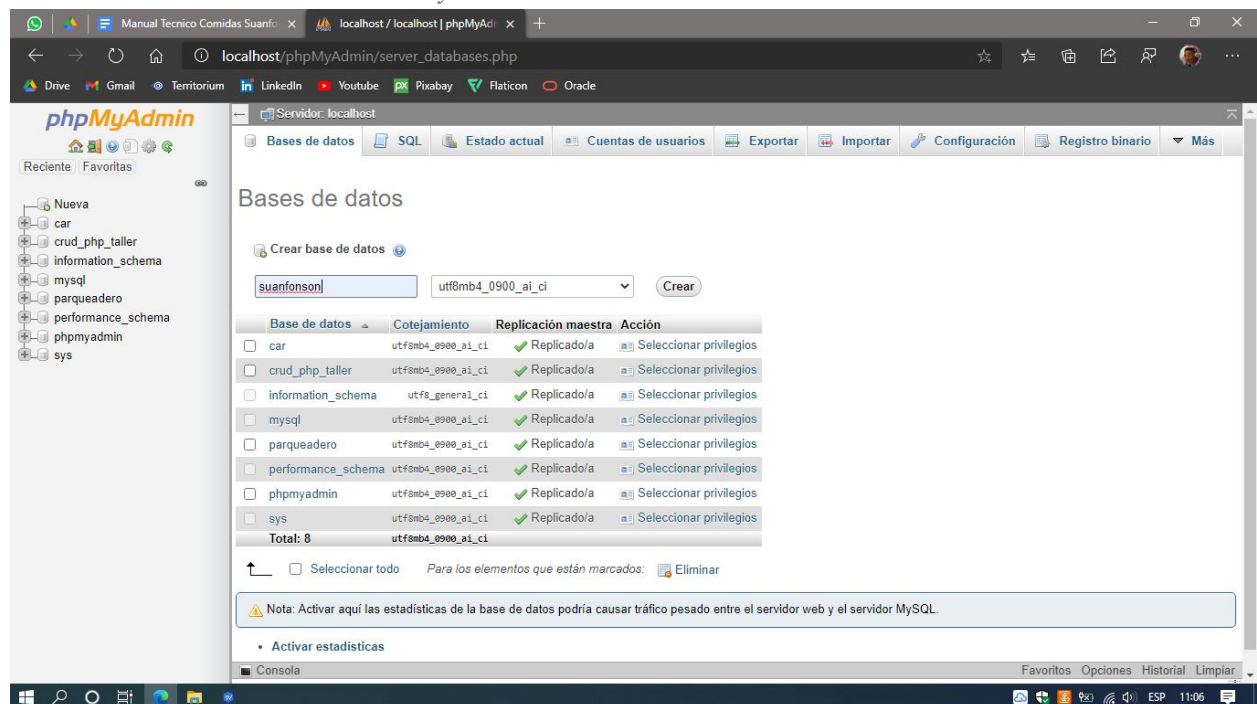 Manual Tecnico Comidas Suanfo
localhost / localhost | phpMyAd
localhost/phpMyAdmin/server_databases.php
Drive Gmail Territorium LinkedIn Youtube Pixabay Flaticon Oracle
phpMyAdmin
Reciente Favoritas
Nueva
car
crud_php_taller
information_schema
mysql
parqueadero
performance_schema
phpmyadmin
sys
Servidor: localhost
Bases de datos SQL Estado actual Cuentas de usuarios Exportar Importar Configuración Registro binario Más
Bases de datos
Crear base de datos
suanfonson utf8mb4_0900_ai_ci Crear
Base de datos Cotejamiento Replicación maestra Acción
car utf8mb4_0900_ai_ci Replicado/a Seleccionar privilegios
crud_php_taller utf8mb4_0900_ai_ci Replicado/a Seleccionar privilegios
information_schema utf8_general_ci Replicado/a Seleccionar privilegios
mysql utf8mb4_0900_ai_ci Replicado/a Seleccionar privilegios
parqueadero utf8mb4_0900_ai_ci Replicado/a Seleccionar privilegios
performance_schema utf8mb4_0900_ai_ci Replicado/a Seleccionar privilegios
phpmyadmin utf8mb4_0900_ai_ci Replicado/a Seleccionar privilegios
sys utf8mb4_0900_ai_ci Replicado/a Seleccionar privilegios
Total: 8 utf8mb4_0900_ai_ci
Seleccionar todo Para los elementos que están marcados: Eliminar
Nota: Activar aquí las estadísticas de la base de datos podría causar tráfico pesado entre el servidor web y el servidor MySQL.
Activar estadísticas
Consola Favoritos Opciones Historial Limpiar
ESP 11:06